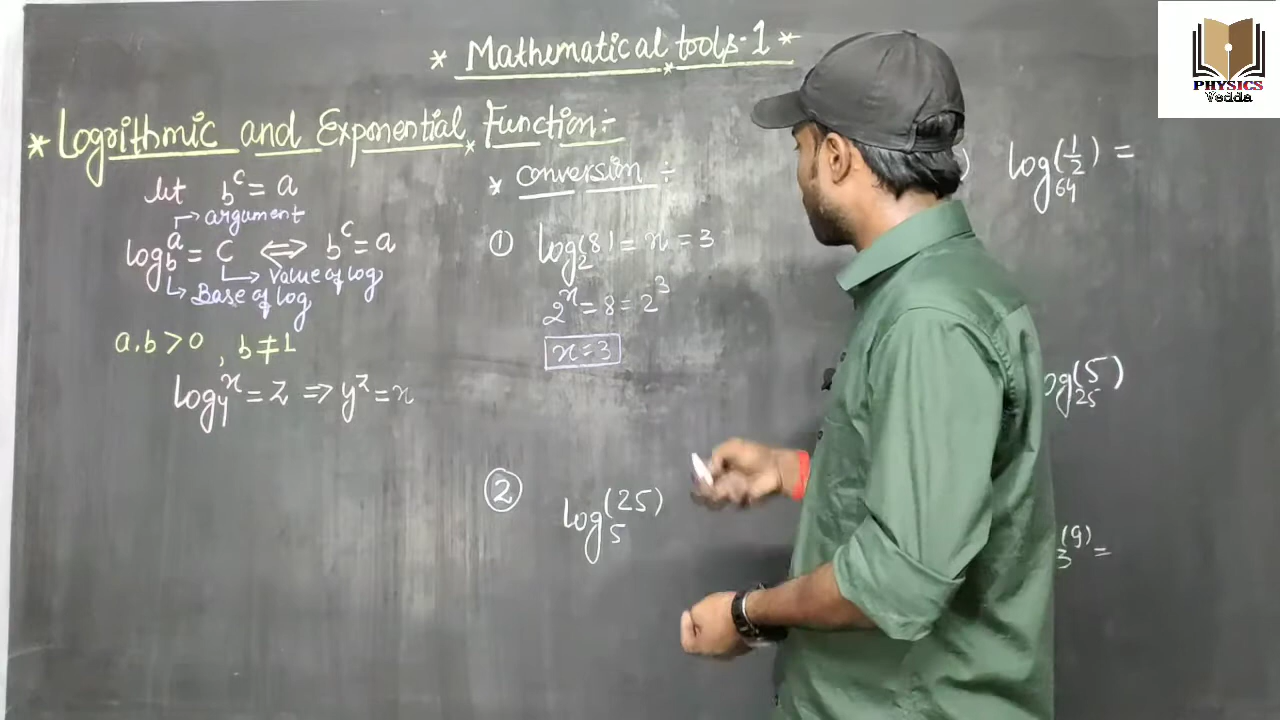 * Mathematical tools-1 *
* Logrithmic and Exponential Function:-
let b^c = a
argument
log_b^a = C ⟺ b^c = a
Value of log
Base of log
a,b > 0 , b ≠ 1
log_y^x = z ⇒ y^z = x
* Conversion :-
① log_2(8) = x = 3
2^x = 8 = 2^3
x = 3
② log_5(25)
) log_64(1/2) =
og_25(5)
3(9) =
PHYSICS
Vedda